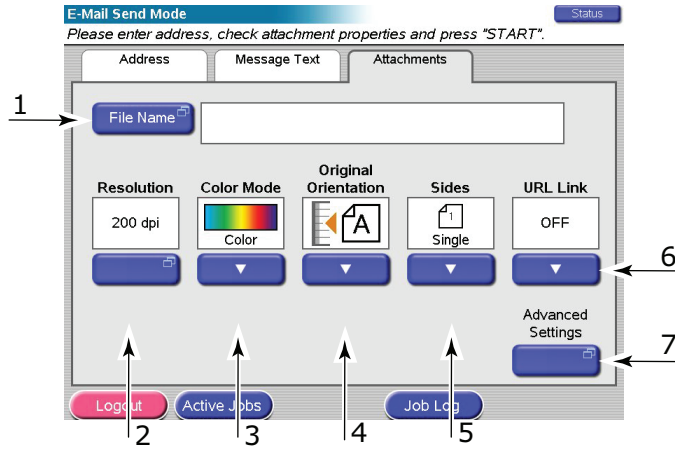 E-Mail Send Mode
Status
Please enter address, check attachment properties and press "START".
Address
Message Text
Attachments
1
File Name
Resolution
Color Mode
Original
Orientation
Sides
URL Link
200 dpi
Color
A
1
Single
OFF
6
Advanced
Settings
7
Logout
Active Jobs
Job Log
2
3
4
5